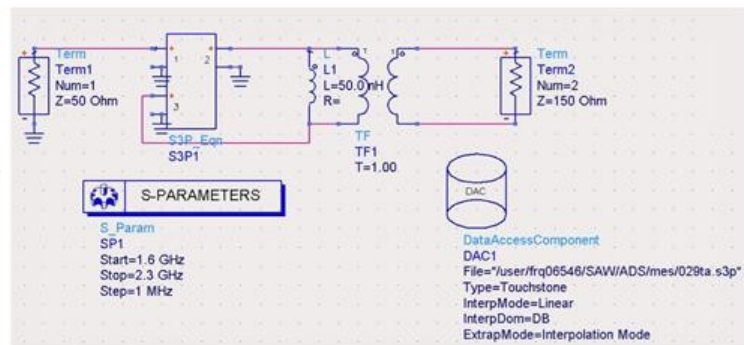 Term
Term1
Num=1
Z=50 Ohm
1
2
3
S3P_Eqn
S3P1
L
L1
L=50.0 nH
R=
T
T
TF
TF1
T=1.00
Term
Term2
Num=2
Z=150 Ohm
S-PARAMETERS
S_Param
SP1
Start=1.6 GHz
Stop=2.3 GHz
Step=1 MHz
DAC
DataAccessComponent
DAC1
File="/user/frq06546/SAW/ADS/mes/029ta.s3p"
Type=Touchstone
InterpMode=Linear
InterpDom=DB
ExtrapMode=Interpolation Mode